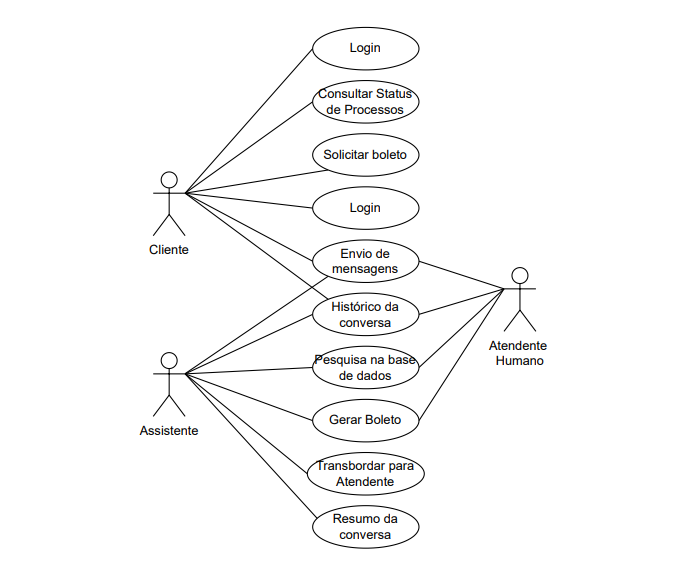 Login
Consultar Status
de Processos
Solicitar boleto
Login
Cliente
Envio de
mensagens
Histórico da
conversa
Atendente
Humano
Pesquisa na base
de dados
Gerar Boleto
Assistente
Transbordar para
Atendente
Resumo da
conversa